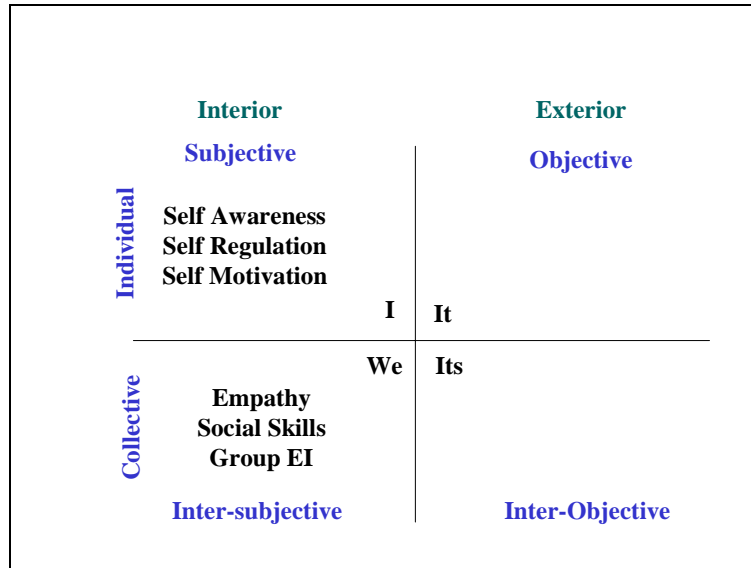 Interior
Exterior
Subjective
Objective
Individual
Self Awareness
Self Regulation
Self Motivation
I
It
We
Its
Collective
Empathy
Social Skills
Group EI
Inter-subjective
Inter-Objective